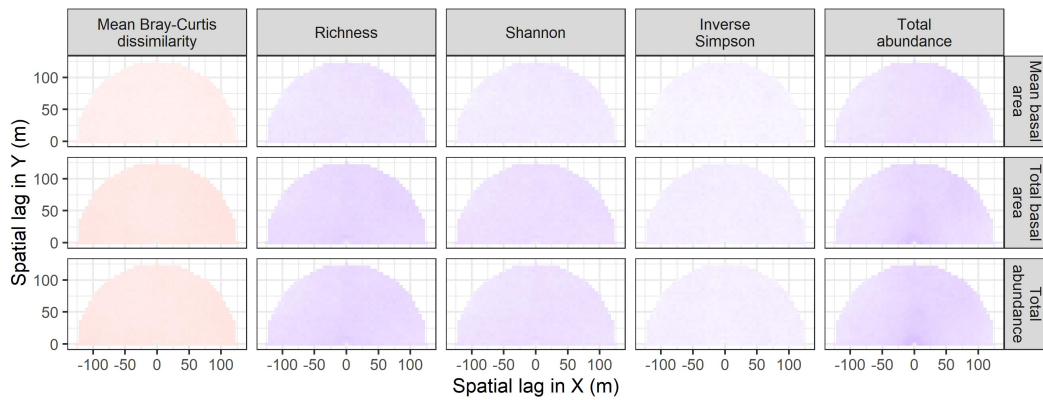 Mean Bray-Curtis
dissimilarity
Richness
Shannon
Inverse
Simpson
Total
abundance
Mean basal
area
Total basal
area
Total
abundance
Spatial lag in Y (m)
100
50
0
100
50
0
100
50
0
-100 -50 0 50 100
-100 -50 0 50 100
-100 -50 0 50 100
-100 -50 0 50 100
-100 -50 0 50 100
Spatial lag in X (m)